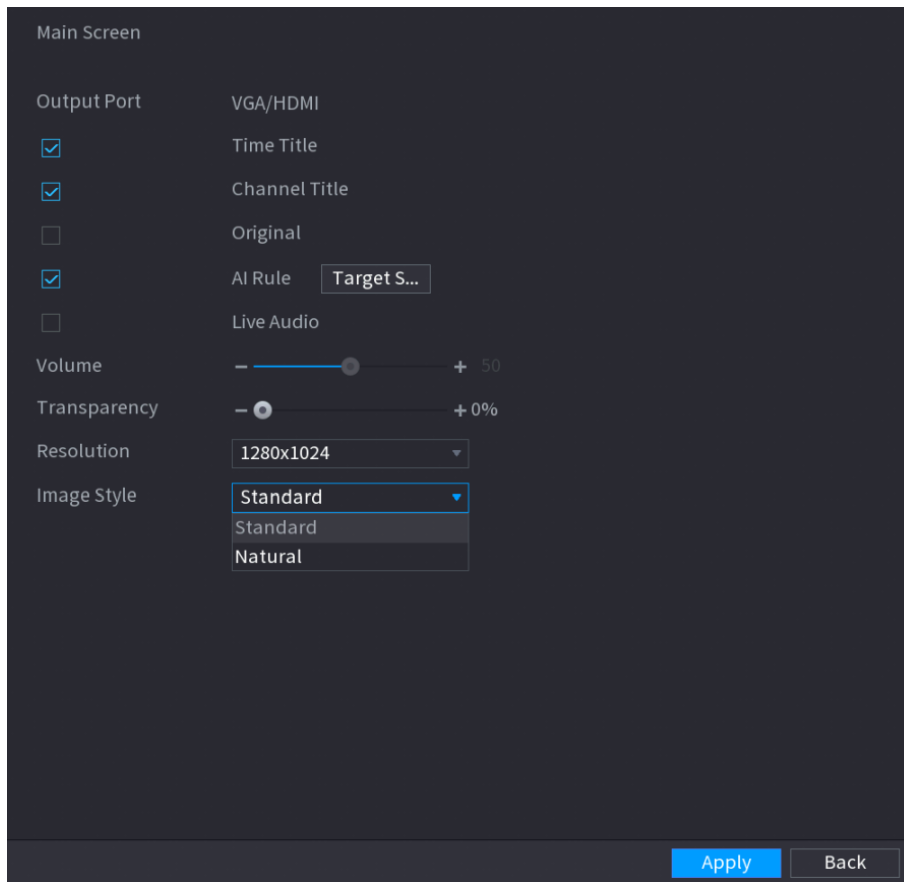 Main Screen
Output Port VGA/HDMI
Time Title
Channel Title
Original
AI Rule Target S...
Live Audio
Volume - + 50
Transparency - + 0%
Resolution 1280x1024
Image Style Standard
Standard
Natural
Apply Back